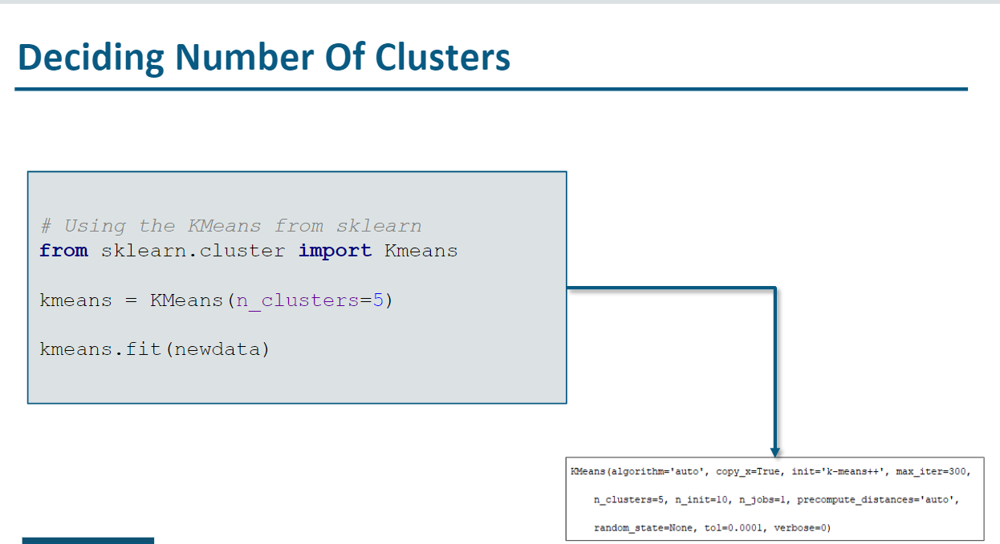 Deciding Number Of Clusters
# Using the KMeans from sklearn
from sklearn.cluster import Kmeans
kmeans = KMeans(n_clusters=5)
kmeans.fit(newdata)
KMeans(algorithm='auto', copy_x=True, init='k-means++', max_iter=300,
n_clusters=5, n_init=10, n_jobs=1, precompute_distances='auto',
random_state=None, tol=0.0001, verbose=0)